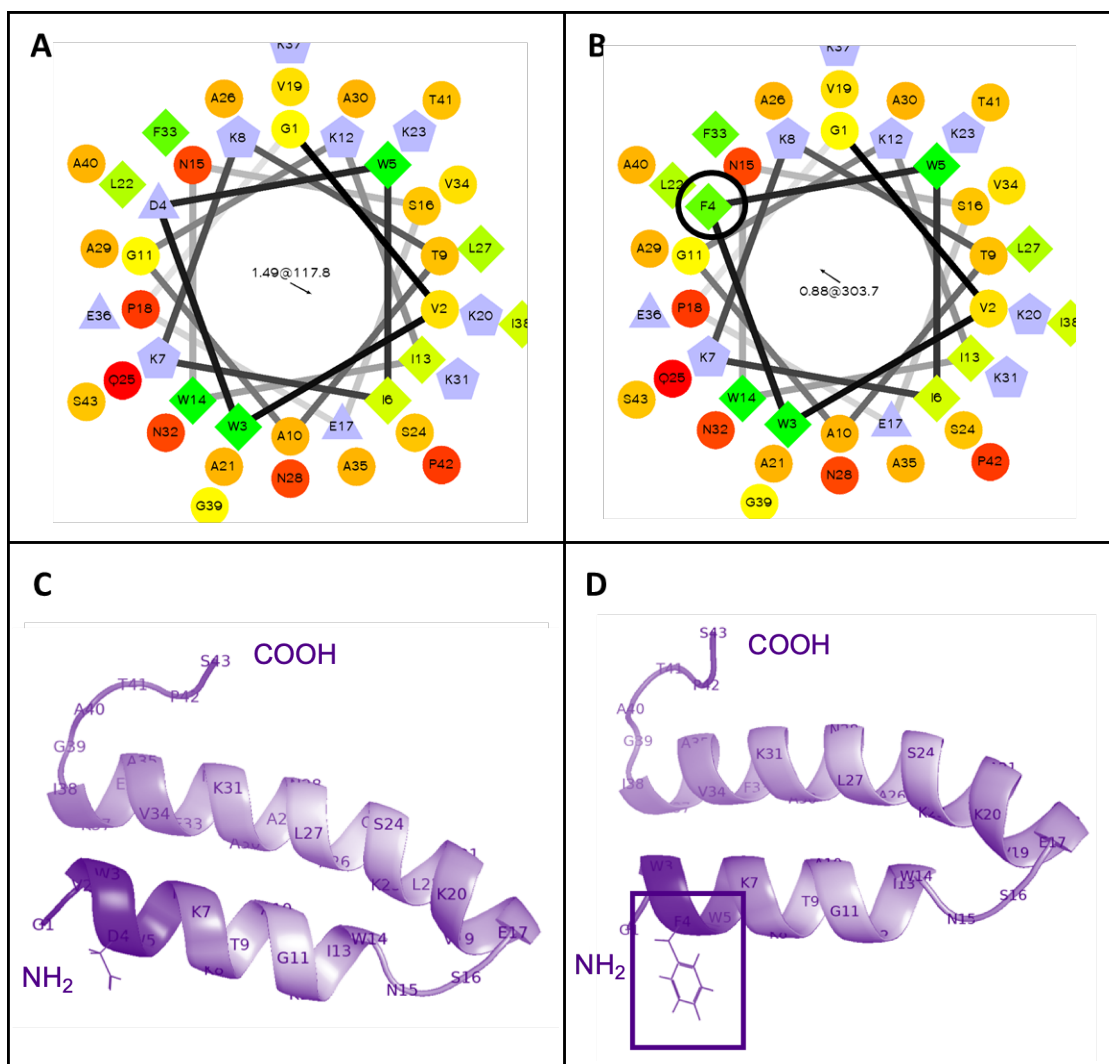 A
K37
V19
A26
A30
T41
G1
F33
K8
K12
K23
N15
W5
A40
L22
V34
D4
S16
A29
G11
T9
L27
1.49@117.8
E36
P18
V2
K20
I38
K7
I13
K31
Q25
S43
W14
I6
N32
W3
A10
E17
S24
A21
A35
P42
N28
G39
B
K37
V19
A26
A30
T41
G1
F33
K8
K12
K23
N15
W5
A40
L22
V34
F4
S16
A29
G11
T9
L27
0.88@303.7
E36
P18
V2
K20
I38
K7
I13
K31
Q25
S43
W14
I6
N32
W3
A10
E17
S24
A21
A35
P42
N28
G39
C
S43
COOH
T41
P42
A40
G39
A35
I38
K31
V34
F33
L27
S24
K20
W3
V2
G1
D4
K7
T9
G11
I13
W14
E17
S16
N15
NH2
D
S43
COOH
T41
P42
A40
G39
I38
K31
V34
L27
S24
A26
K20
V19
E17
W3
G1
F4
W5
K7
T9
G11
I13
W14
S16
N15
NH2